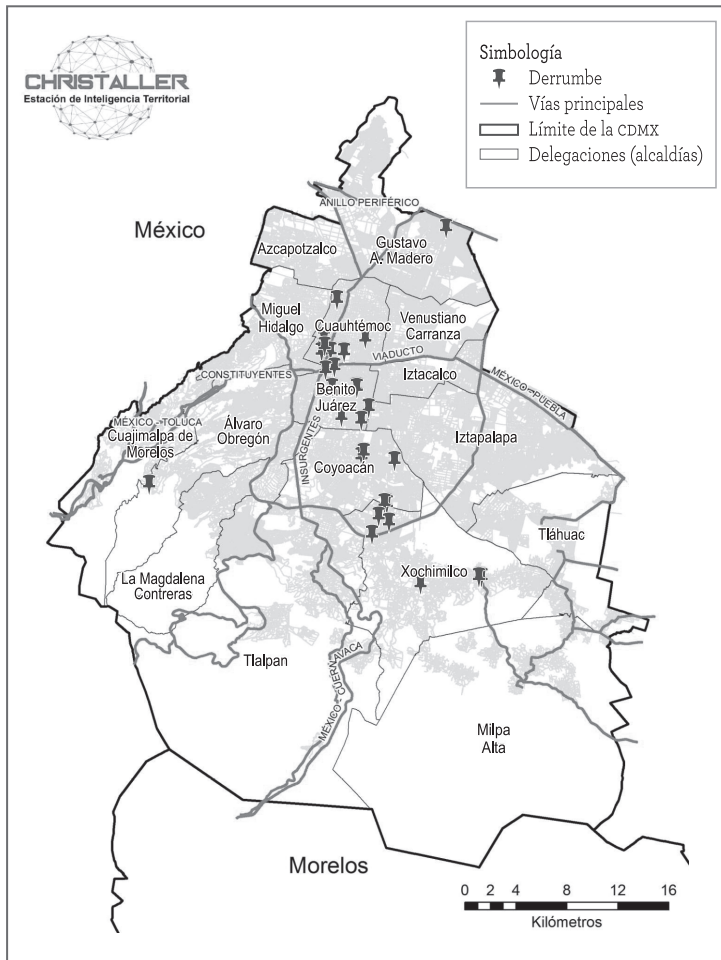 CHRISTALLER
Estación de Inteligencia Territorial
Simbología
Derrumbe
Vías principales
Límite de la CDMX
Delegaciones (alcaldías)
México
ANILLO PERIFÉRICO
Azcapotzalco
Gustavo
A. Madero
Miguel
Hidalgo
Cuauhtémoc
Venustiano
Carranza
VIADUCTO
CONSTITUYENTES
Iztacalco
MÉXICO - PUEBLA
Benito
Juárez
MÉXICO - TOLUCA
Cuajimalpa de
Morelos
Álvaro
Obregón
INSURGENTES
Iztapalapa
Coyoacán
Tláhuac
La Magdalena
Contreras
Xochimilco
Tlalpan
MÉXICO - CUERNAVACA
Milpa
Alta
Morelos
0 2 4 8 12 16
Kilómetros